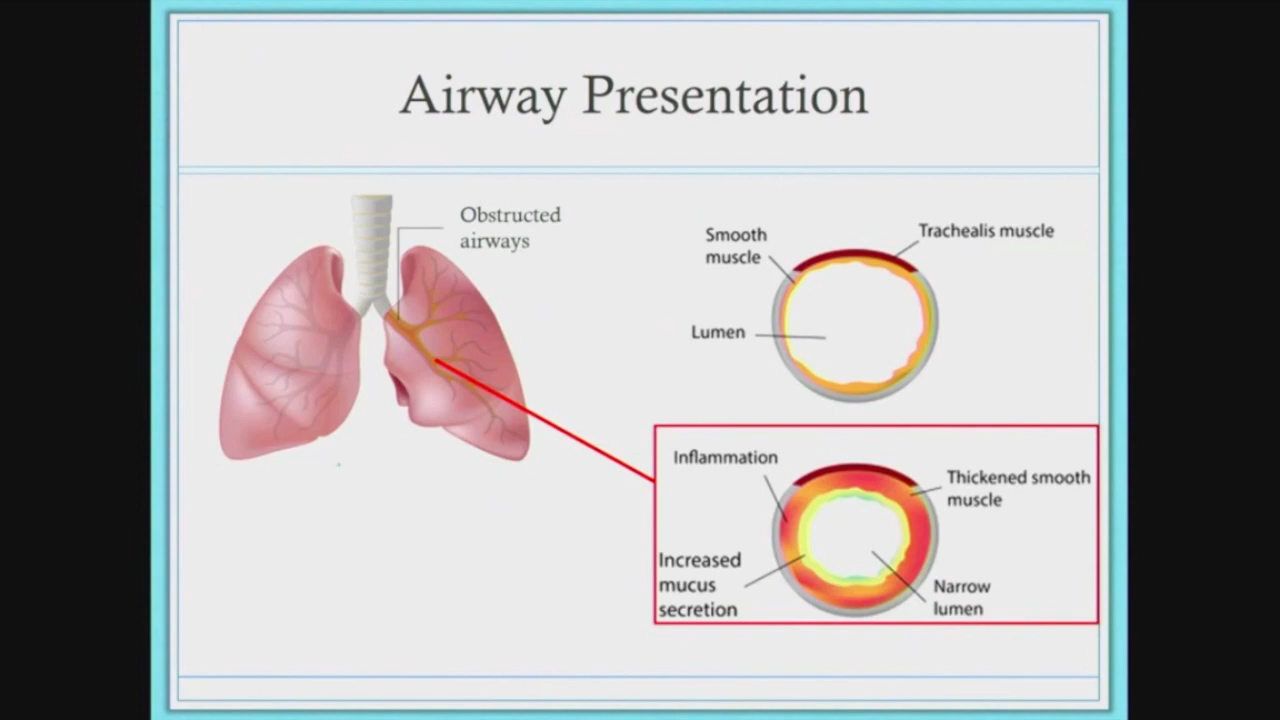 Airway Presentation
Obstructed
airways
Smooth
muscle
Trachealis muscle
Lumen
Inflammation
Thickened smooth
muscle
Increased
mucus
secretion
Narrow
lumen